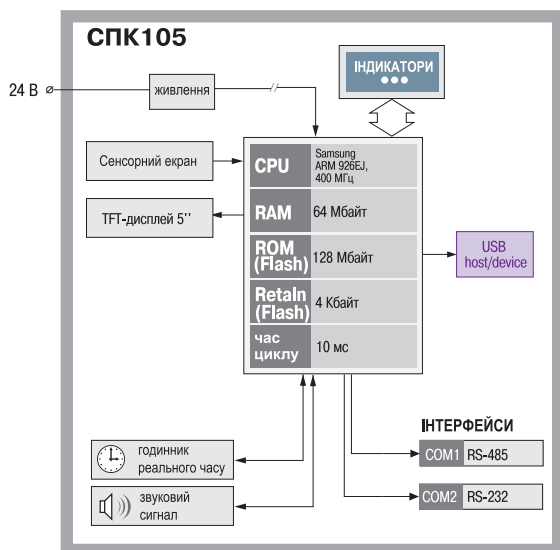 СПК105
24 В
живлення
ІНДИКАТОРИ
Сенсорний екран
TFT-дисплей 5''
CPU
Samsung
ARM 926EJ,
400 МГц
RAM
64 Мбайт
ROM
(Flash)
128 Мбайт
RetaIn
(Flash)
4 Кбайт
час
циклу
10 мс
USB
host/device
годинник
реального часу
звуковий
сигнал
ІНТЕРФЕЙСИ
COM1 RS-485
COM2 RS-232